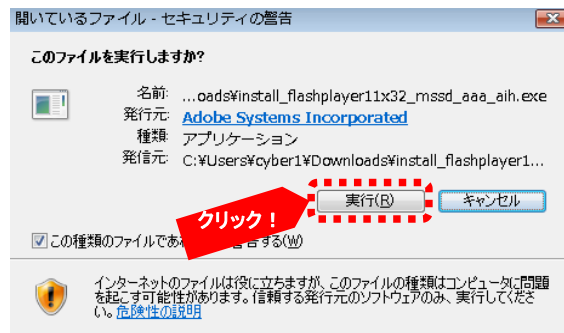 開いているファイル - セキュリティの警告
このファイルを実行しますか?
名前: ...oads¥install_flashplayer11x32_mssd_aaa_aih.exe
発行元: Adobe Systems Incorporated
種類: アプリケーション
発信元: C:¥Users¥cyber1¥Downloads¥install_flashplayer1...
実行(R) キャンセル
クリック！
この種類のファイルであ 告する(W)
インターネットのファイルは役に立ちますが、このファイルの種類はコンピュータに問題
を起こす可能性があります。信頼する発行元のソフトウェアのみ、実行してくださ
い。危険性の説明